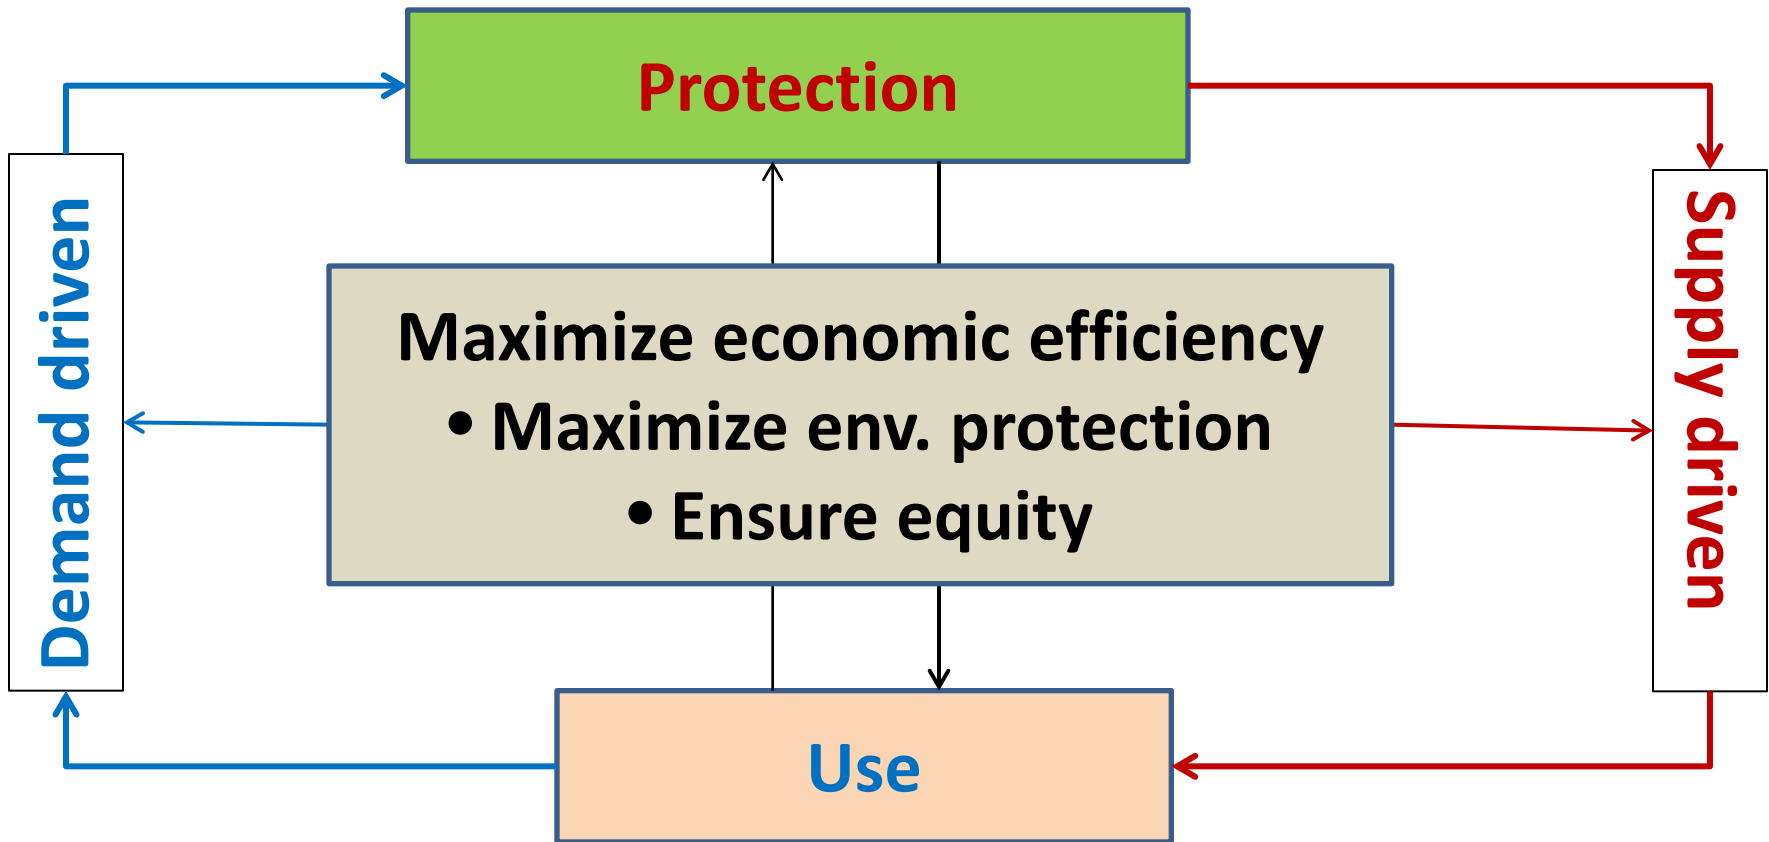 Protection
Demand driven
Maximize economic efficiency
• Maximize env. protection
• Ensure equity
Supply driven
Use